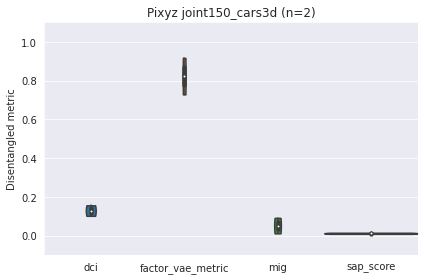 Pixyz joint150_cars3d (n=2)
Disentangled metric
1.0
0.8
0.6
0.4
0.2
0.0
dci factor_vae_metric mig sap_score